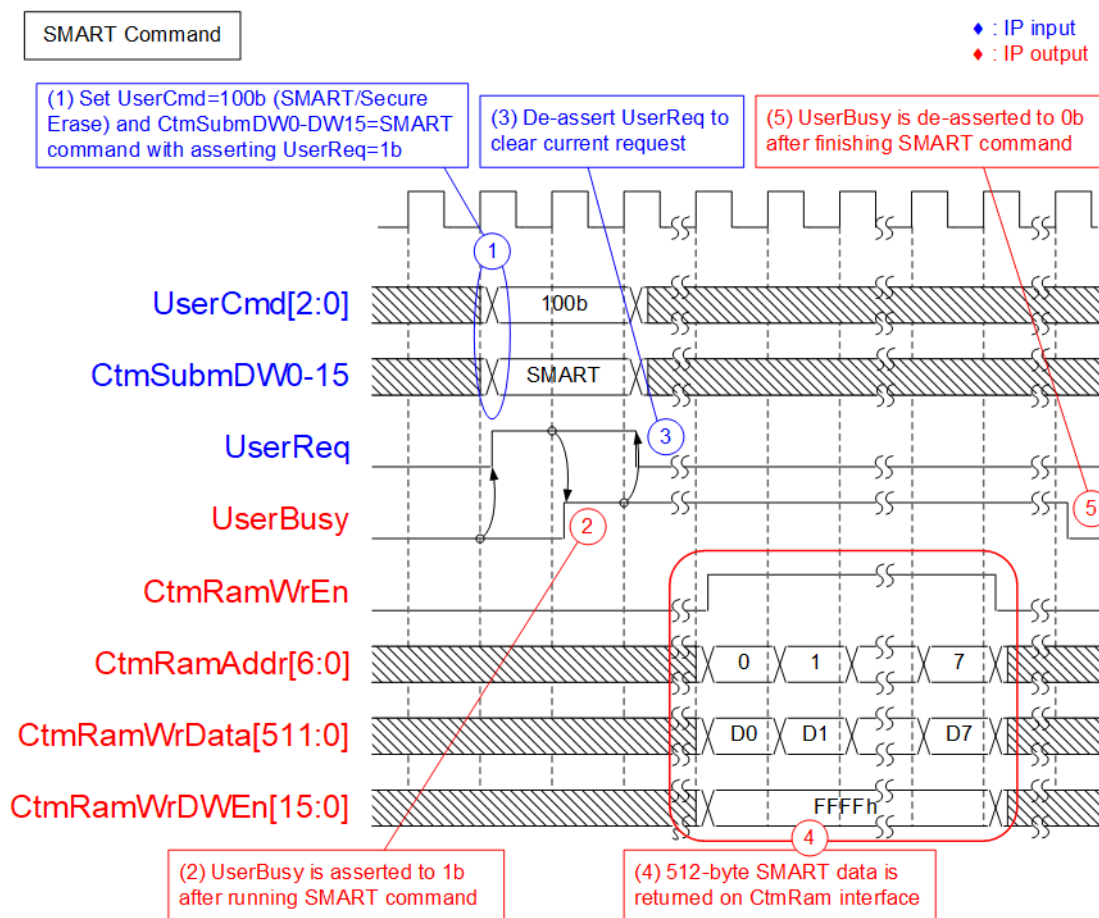 SMART Command
♦ : IP input
♦ : IP output
(1) Set UserCmd=100b (SMART/Secure
Erase) and CtmSubmDW0-DW15=SMART
command with asserting UserReq=1b
(3) De-assert UserReq to
clear current request
(5) UserBusy is de-asserted to 0b
after finishing SMART command
1
UserCmd[2:0]
100b
CtmSubmDW0-15
SMART
UserReq
3
UserBusy
2
5
CtmRamWrEn
CtmRamAddr[6:0]
0 1 7
CtmRamWrData[511:0]
D0 D1 D7
CtmRamWrDWEn[15:0]
FFFFh
4
(2) UserBusy is asserted to 1b
after running SMART command
(4) 512-byte SMART data is
returned on CtmRam interface